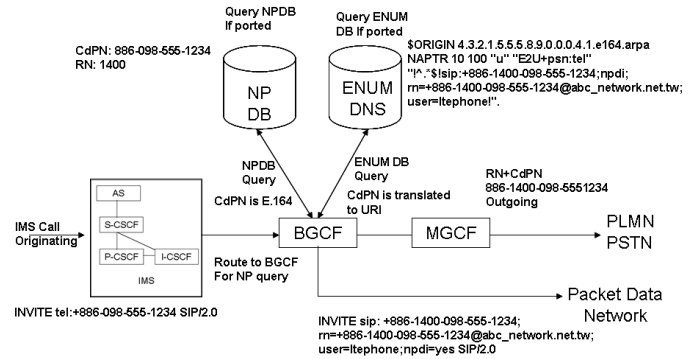 Query NPDB
If ported
Query ENUM
DB If ported
CdPN: 886-098-555-1234
RN: 1400
$ORIGIN 4.3.2.1.5.5.5.8.9.0.0.0.4.1.e164.arpa
NAPTR 10 100 "u" "E2U+psn:tel"
"!^.*$!sip:+886-1400-098-555-1234;npdi;
rn=+886-1400-098-555-1234@abc_network.net.tw;
user=ltephone!".
NP
DB
ENUM
DNS
NPDB
Query
ENUM DB
Query
CdPN is E.164
CdPN is translated
to URI
RN+CdPN
886-1400-098-5551234
Outgoing
AS
S-CSCF
P-CSCF
I-CSCF
IMS
IMS Call
Originating
BGCF
MGCF
PLMN
PSTN
Route to BGCF
For NP query
Packet Data
Network
INVITE tel:+886-098-555-1234 SIP/2.0
INVITE sip: +886-1400-098-555-1234;
rn=+886-1400-098-555-1234@abc_network.net.tw;
user=ltephone;npdi=yes SIP/2.0